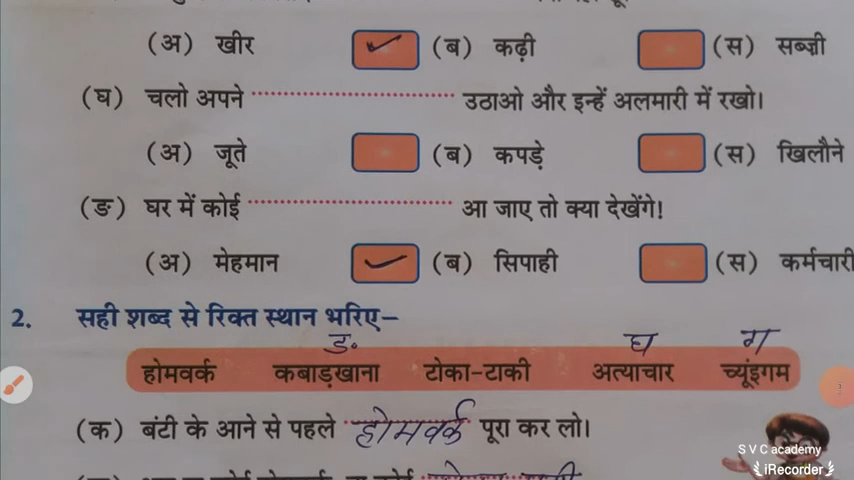 (अ) खीर (ब) कढ़ी (स) सब्ज़ी
(घ) चलो अपने उठाओ और इन्हें अलमारी में रखो।
(अ) जूते (ब) कपड़े (स) खिलौने
(ङ) घर में कोई आ जाए तो क्या देखेंगे!
(अ) मेहमान (ब) सिपाही (स) कर्मचारी
2. सही शब्द से रिक्त स्थान भरिए–
ङ. घ ग
होमवर्क कबाड़खाना टोका-टाकी अत्याचार च्यूंइगम
(क) बंटी के आने से पहले होमवर्क पूरा कर लो।
S V C academy
iRecorder